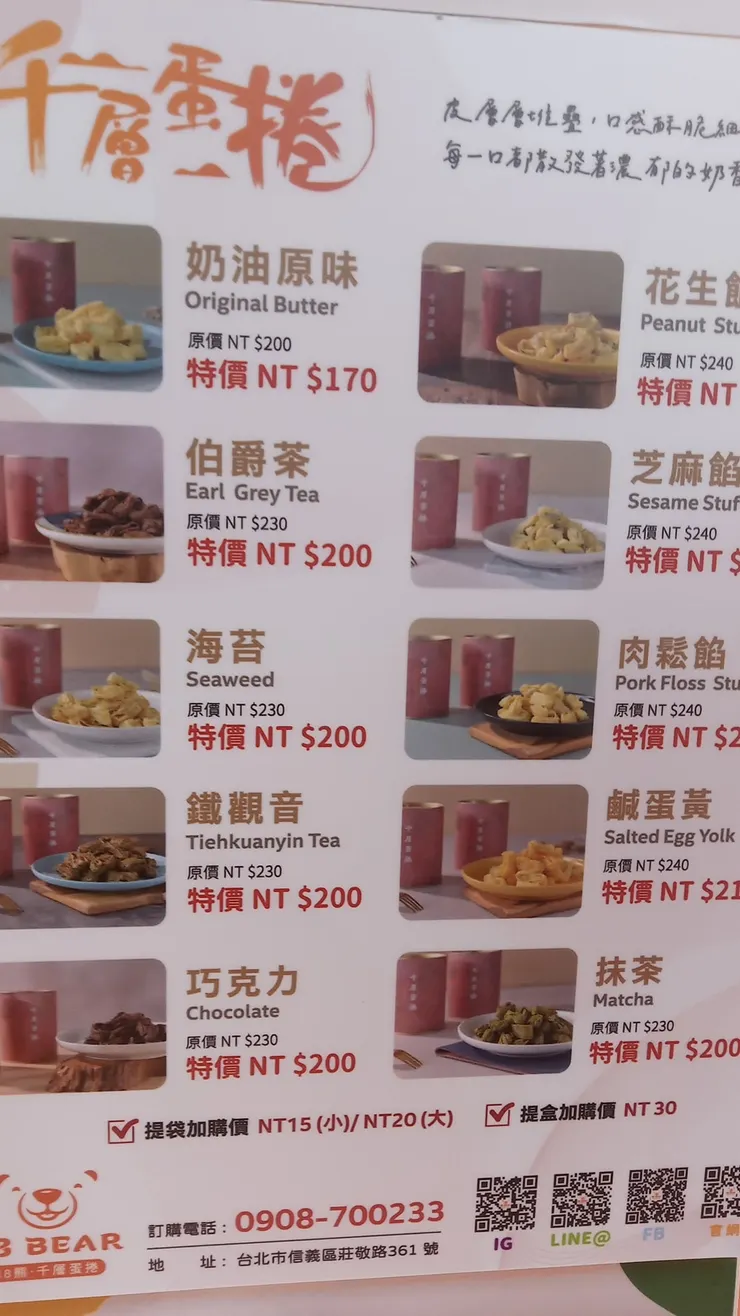 千層蛋捲
皮層層堆疊，口感酥脆細
每一口都散發著濃郁的奶香
奶油原味
Original Butter
原價 NT $200
特價 NT $170
伯爵茶
Earl Grey Tea
原價 NT $230
特價 NT $200
海苔
Seaweed
原價 NT $230
特價 NT $200
鐵觀音
Tiehkuanyin Tea
原價 NT $230
特價 NT $200
巧克力
Chocolate
原價 NT $230
特價 NT $200
花生餡
Peanut Stu
原價 NT $240
特價 NT
芝麻餡
Sesame Stuf
原價 NT $240
特價 NT $
肉鬆餡
Pork Floss Stu
原價 NT $240
特價 NT $2
鹹蛋黃
Salted Egg Yolk
原價 NT $240
特價 NT $21
抹茶
Matcha
原價 NT $230
特價 NT $200
提袋加購價 NT15 (小)/ NT20 (大)
提盒加購價 NT 30
BEAR
8熊·千層蛋捲
訂購電話：0908-700233
地 址：台北市信義區莊敬路361 號
IG
LINE@
FB
官網